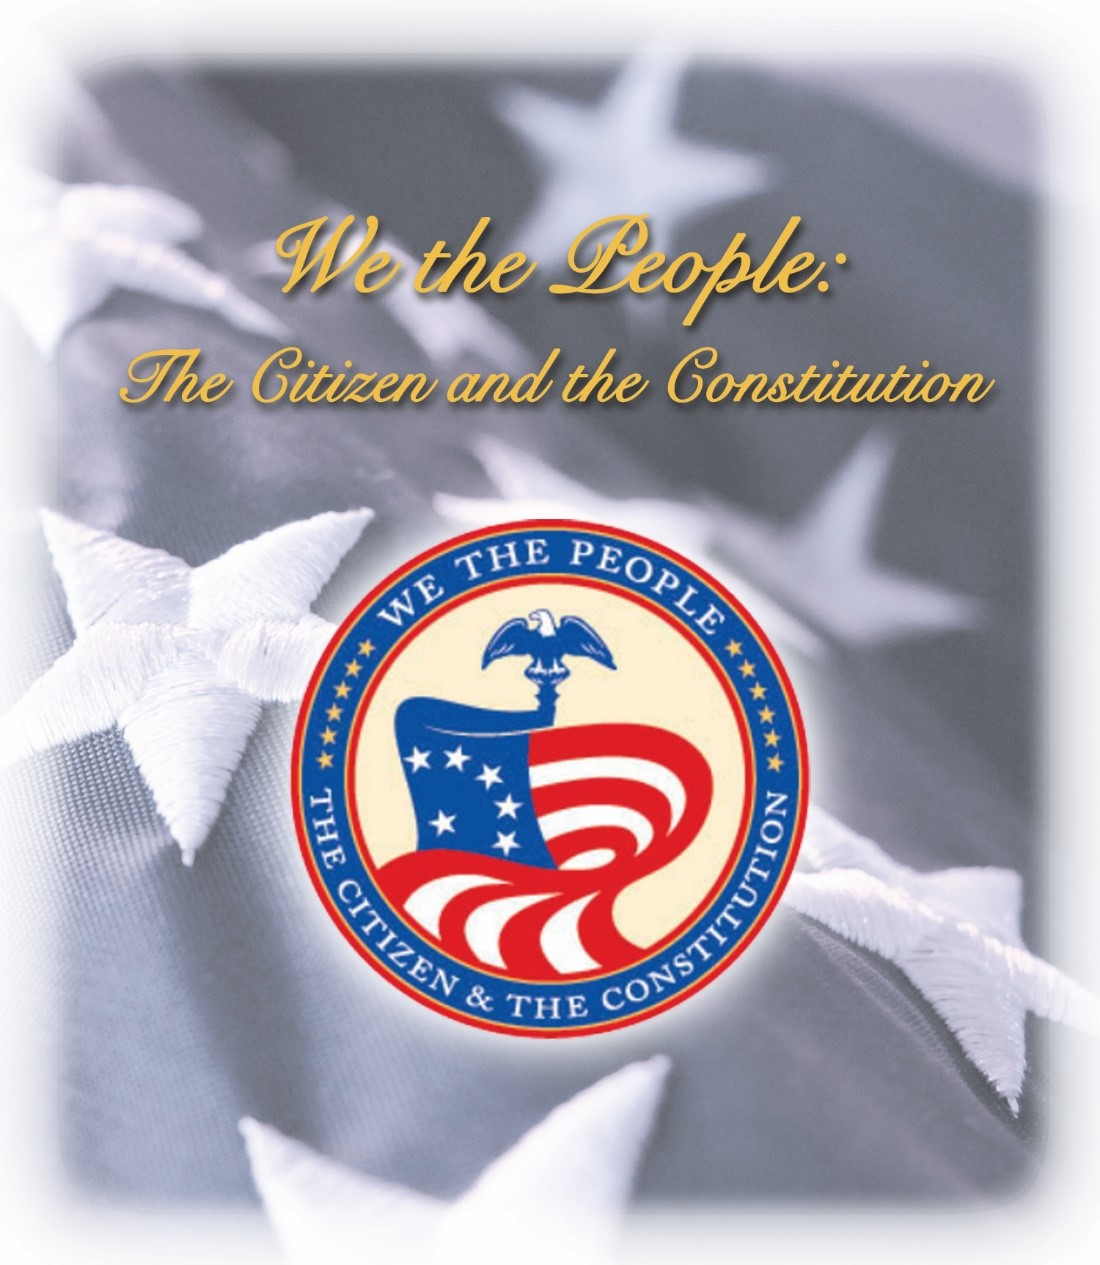 We the People:
The Citizen and the Constitution
WE THE PEOPLE
THE CITIZEN & THE CONSTITUTION